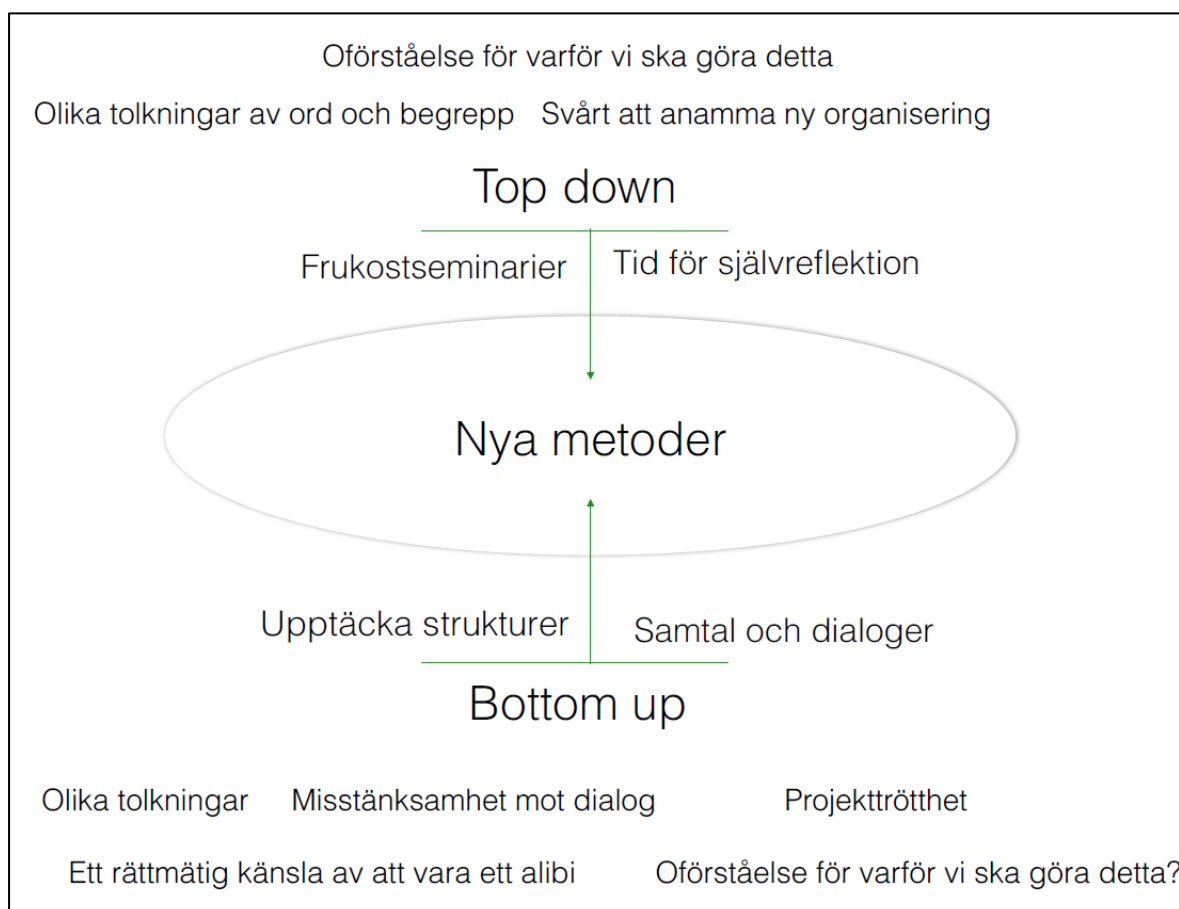 Oförståelse för varför vi ska göra detta
Olika tolkningar av ord och begrepp Svårt att anamma ny organisering
Top down
Frukostseminarier Tid för självreflektion
Nya metoder
Upptäcka strukturer Samtal och dialoger
Bottom up
Olika tolkningar Misstänksamhet mot dialog Projekttrötthet
Ett rättmätig känsla av att vara ett alibi Oförståelse för varför vi ska göra detta?